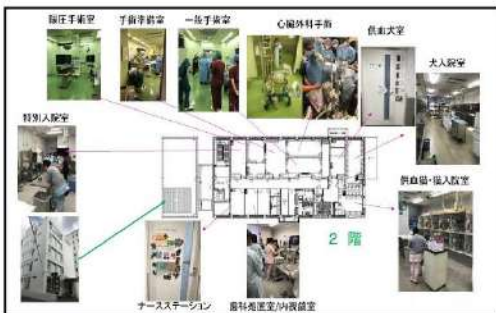 陽圧手術室
手術準備室
一般手術室
心臓外科手術
供血犬室
犬入院室
特別入院室
供血猫・猫入院室
2 階
ナースステーション
歯科処置室/内視鏡室